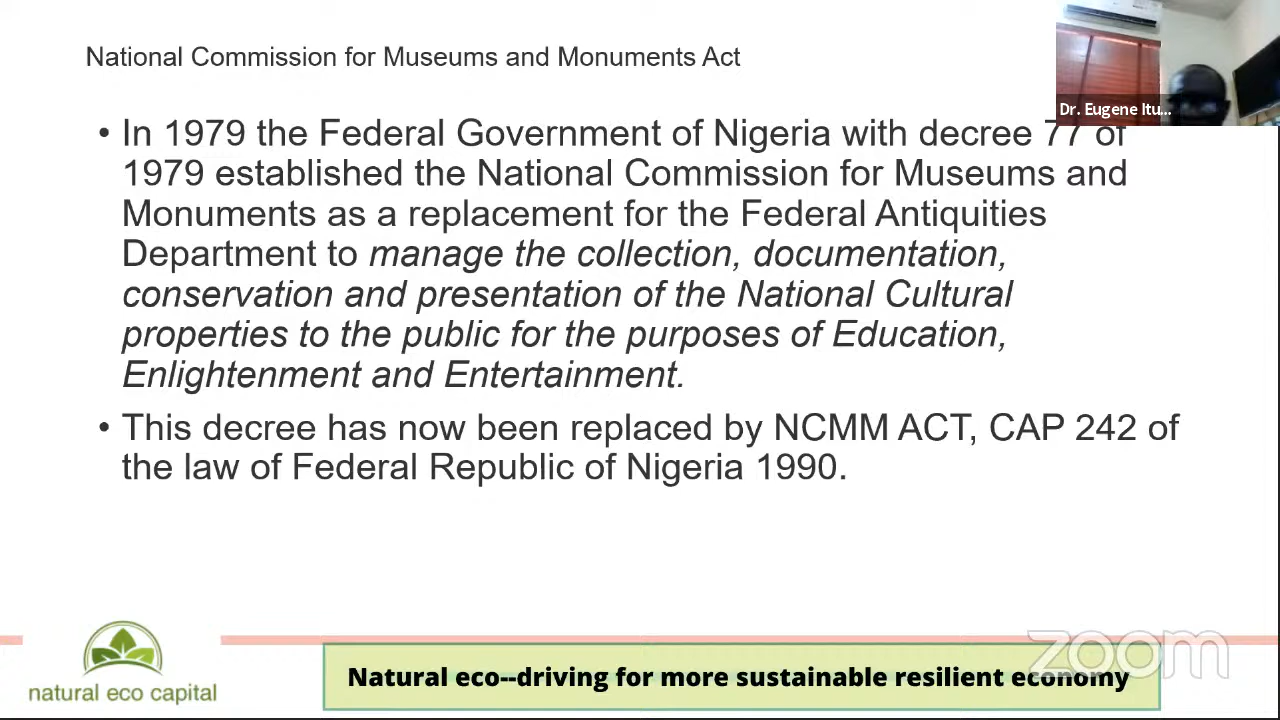 National Commission for Museums and Monuments Act
Dr. Eugene Itu...
• In 1979 the Federal Government of Nigeria with decree 77 of
1979 established the National Commission for Museums and
Monuments as a replacement for the Federal Antiquities
Department to manage the collection, documentation,
conservation and presentation of the National Cultural
properties to the public for the purposes of Education,
Enlightenment and Entertainment.
• This decree has now been replaced by NCMM ACT, CAP 242 of
the law of Federal Republic of Nigeria 1990.
natural eco capital
Natural eco--driving for more sustainable resilient economy
zoom